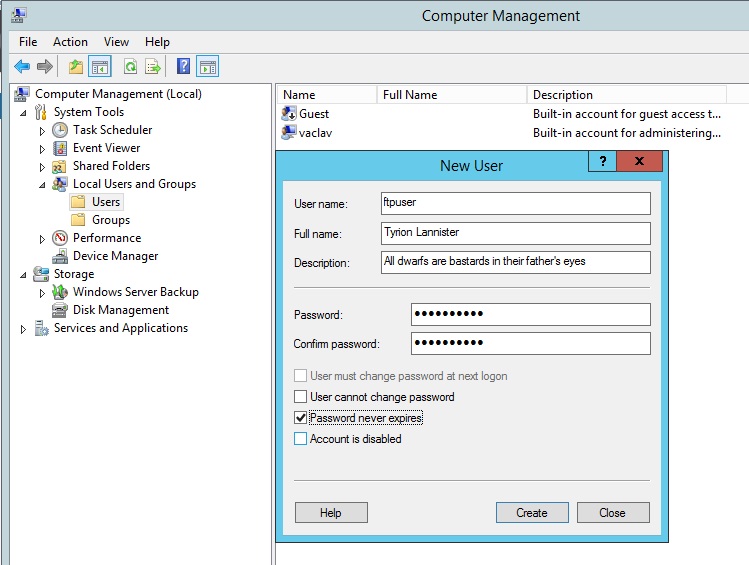 Computer Management
File Action View Help
Computer Management (Local)
System Tools
Task Scheduler
Event Viewer
Shared Folders
Local Users and Groups
Users
Groups
Performance
Device Manager
Storage
Windows Server Backup
Disk Management
Services and Applications
Name Full Name Description
Guest Built-in account for guest access t...
vaclav Built-in account for administering...
New User
? x
User name: ftpuser
Full name: Tyrion Lannister
Description: All dwarfs are bastards in their father's eyes
Password: ●●●●●●●●●●
Confirm password: ●●●●●●●●●●
User must change password at next logon
User cannot change password
Password never expires
Account is disabled
Help Create Close